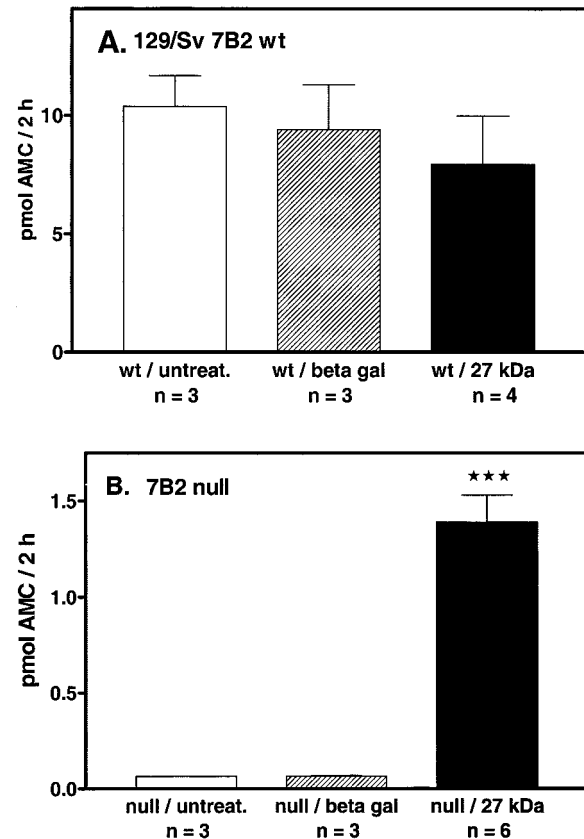 A. 129/Sv 7B2 wt
pmol AMC / 2 h
10
5
0
wt / untreat. wt / beta gal wt / 27 kDa
n = 3 n = 3 n = 4
B. 7B2 null
★★★
pmol AMC / 2 h
1.5
1.0
0.5
0.0
null / untreat. null / beta gal null / 27 kDa
n = 3 n = 3 n = 6